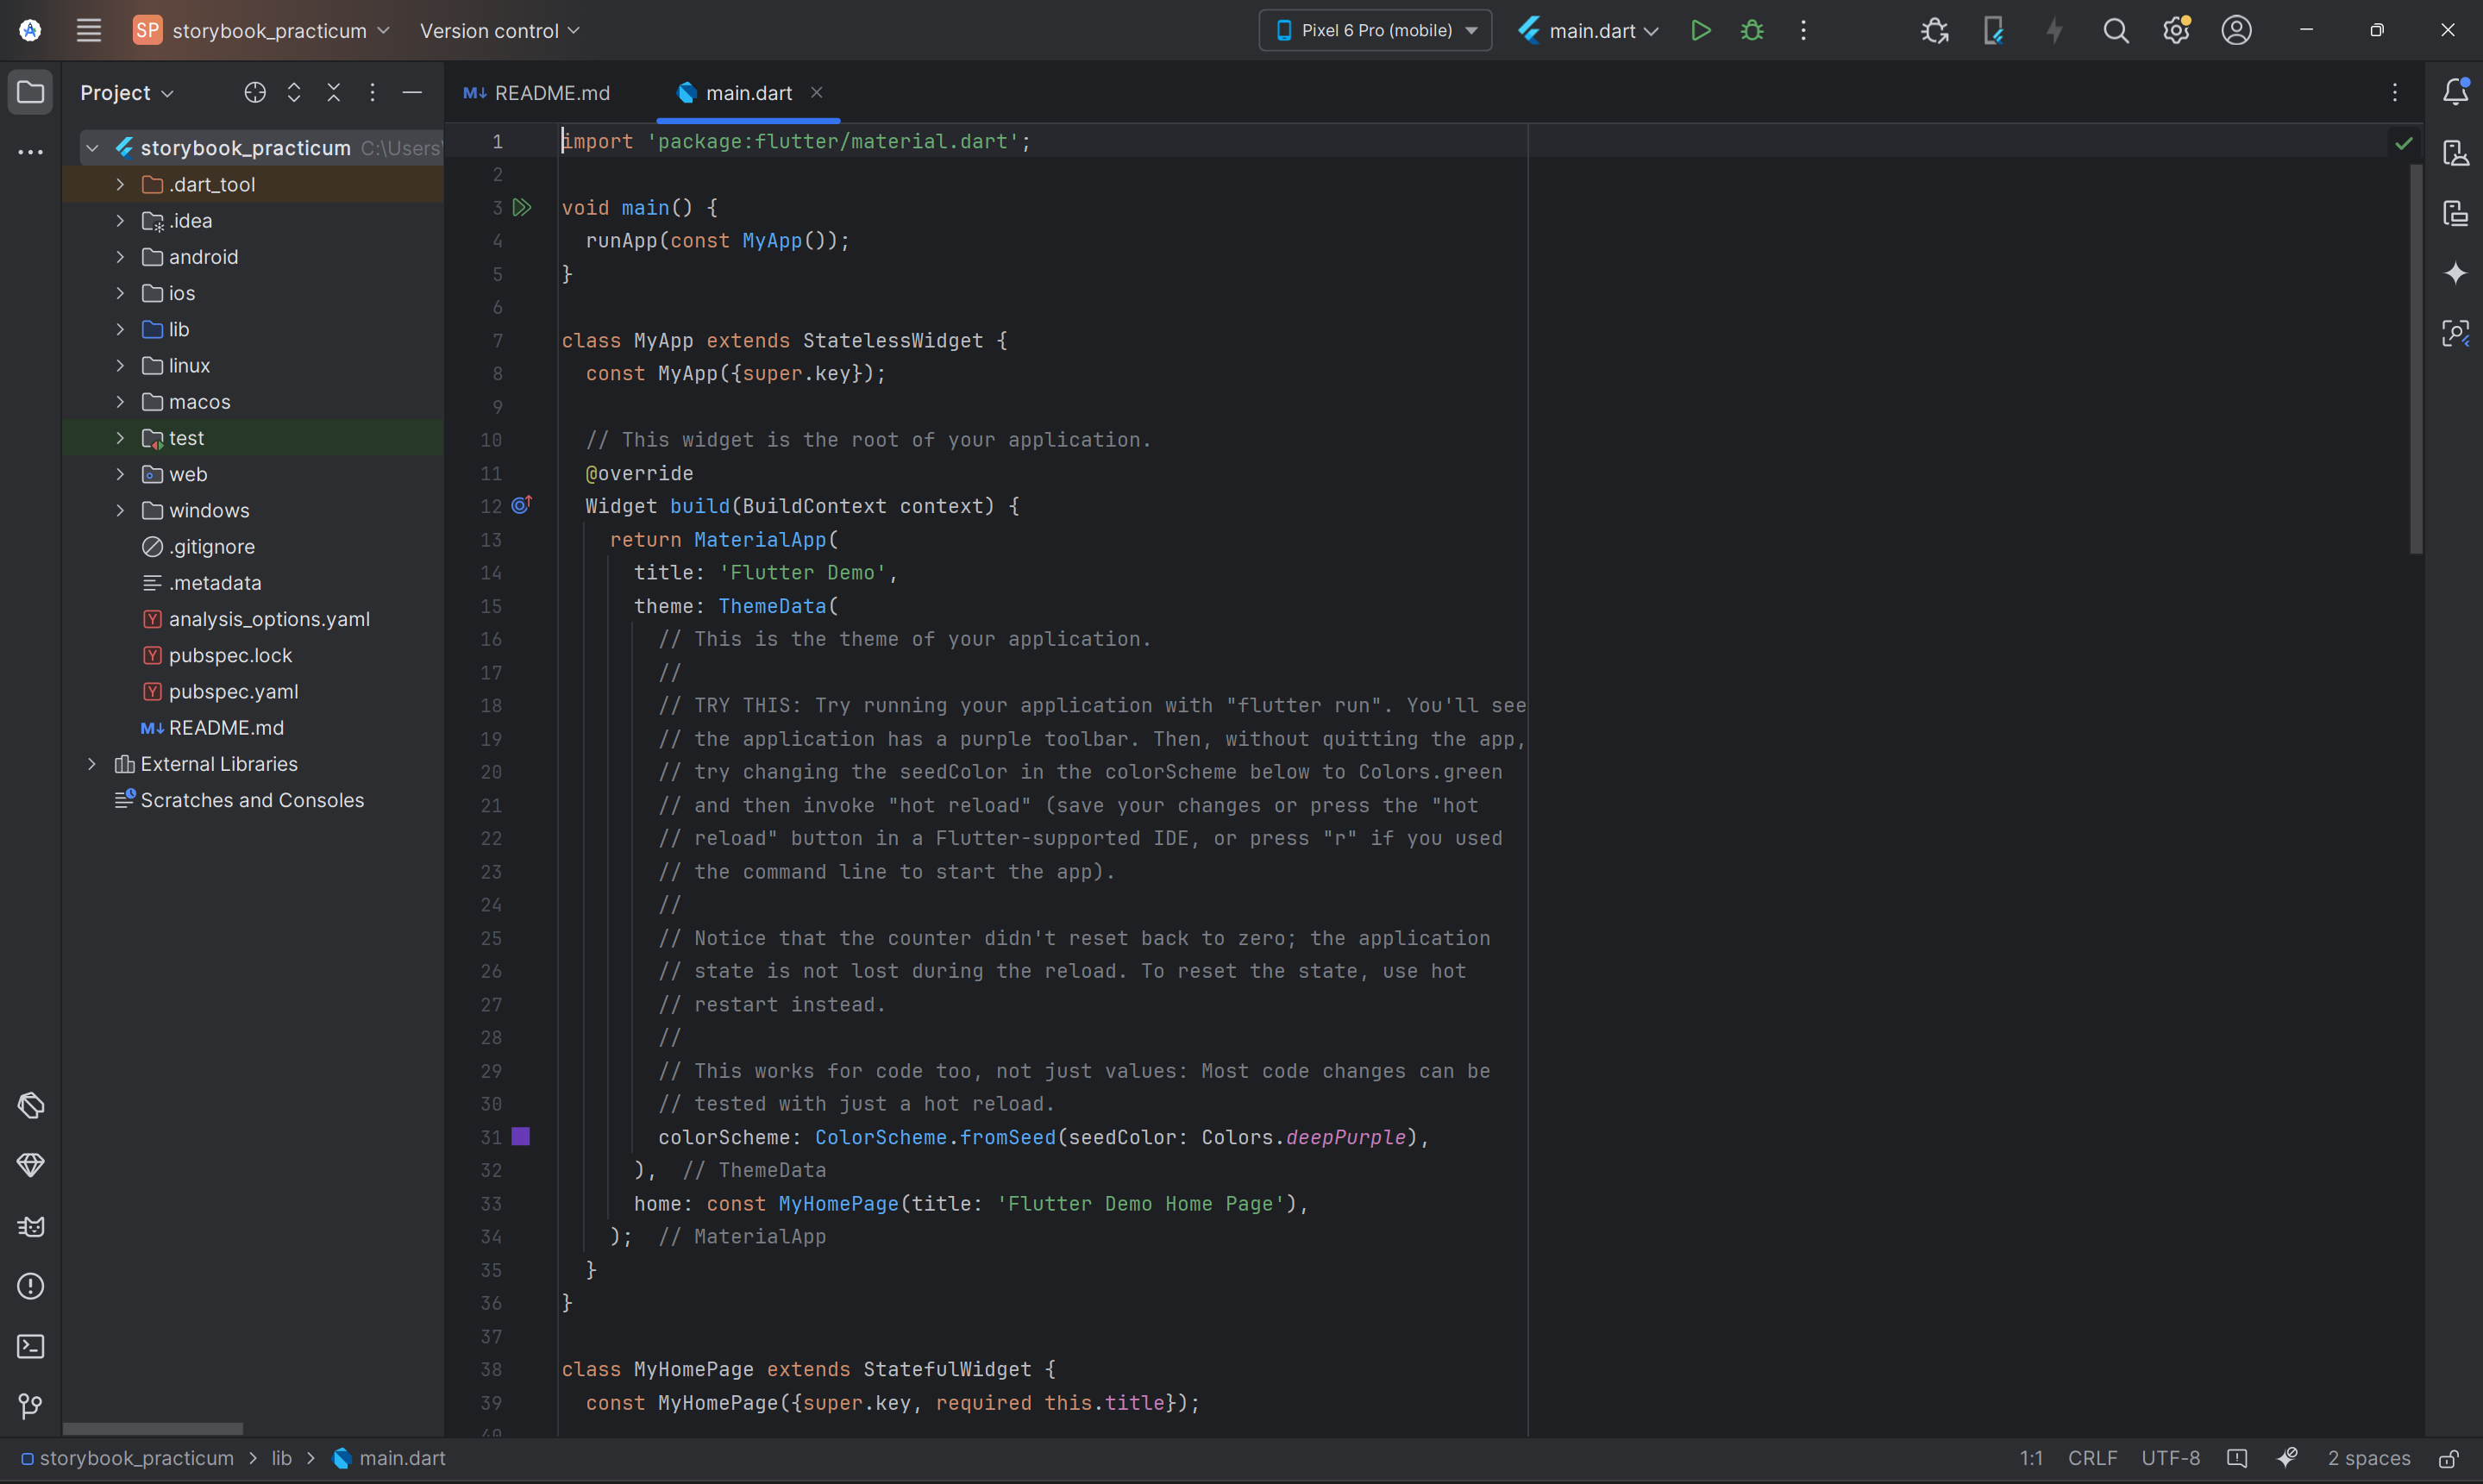 SP storybook_practicum Version control Pixel 6 Pro (mobile) main.dart
Project
README.md main.dart
storybook_practicum C:\Users\
.dart_tool
.idea
android
ios
lib
linux
macos
test
web
windows
.gitignore
.metadata
analysis_options.yaml
pubspec.lock
pubspec.yaml
README.md
External Libraries
Scratches and Consoles
1 import 'package:flutter/material.dart';
2
3 void main() {
4 runApp(const MyApp());
5 }
6
7 class MyApp extends StatelessWidget {
8 const MyApp({super.key});
9
10 // This widget is the root of your application.
11 @override
12 Widget build(BuildContext context) {
13 return MaterialApp(
14 title: 'Flutter Demo',
15 theme: ThemeData(
16 // This is the theme of your application.
17 //
18 // TRY THIS: Try running your application with "flutter run". You'll see
19 // the application has a purple toolbar. Then, without quitting the app,
20 // try changing the seedColor in the colorScheme below to Colors.green
21 // and then invoke "hot reload" (save your changes or press the "hot
22 // reload" button in a Flutter-supported IDE, or press "r" if you used
23 // the command line to start the app).
24 //
25 // Notice that the counter didn't reset back to zero; the application
26 // state is not lost during the reload. To reset the state, use hot
27 // restart instead.
28 //
29 // This works for code too, not just values: Most code changes can be
30 // tested with just a hot reload.
31 colorScheme: ColorScheme.fromSeed(seedColor: Colors.deepPurple),
32 ), // ThemeData
33 home: const MyHomePage(title: 'Flutter Demo Home Page'),
34 ); // MaterialApp
35 }
36 }
37
38 class MyHomePage extends StatefulWidget {
39 const MyHomePage({super.key, required this.title});
40
storybook_practicum > lib > main.dart 1:1 CRLF UTF-8 2 spaces